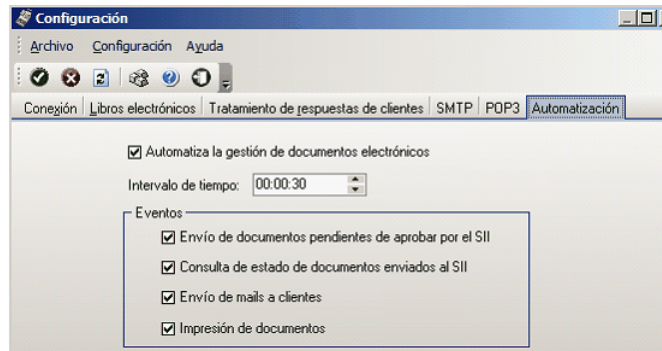 Configuración
Archivo Configuración Ayuda
Conexión Libros electrónicos Tratamiento de respuestas de clientes SMTP POP3 Automatización
Automatiza la gestión de documentos electrónicos
Intervalo de tiempo: 00:00:30
Eventos
Envío de documentos pendientes de aprobar por el SII
Consulta de estado de documentos enviados al SII
Envío de mails a clientes
Impresión de documentos